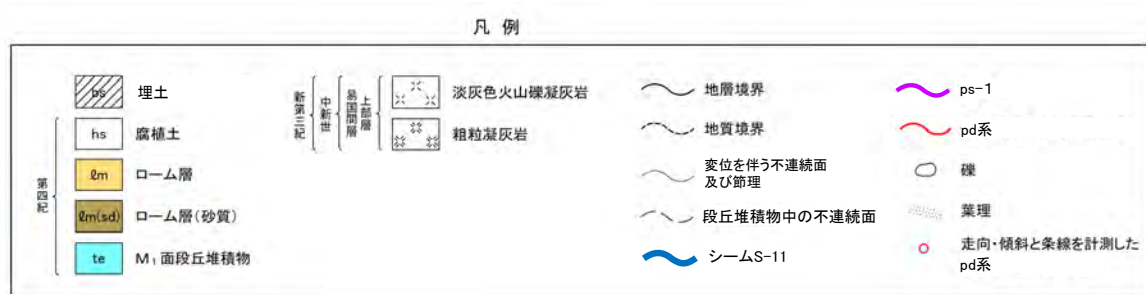 凡 例
bs 埋土
hs 腐植土
ℓm ローム層
ℓm(sd) ローム層(砂質)
te M₁面段丘堆積物
第四紀
新第三紀
中新世
易国間層
上部層
淡灰色火山礫凝灰岩
粗粒凝灰岩
地層境界
地質境界
変位を伴う不連続面
及び節理
段丘堆積物中の不連続面
シームS-11
ps-1
pd系
礫
葉理
走向・傾斜と条線を計測した
pd系